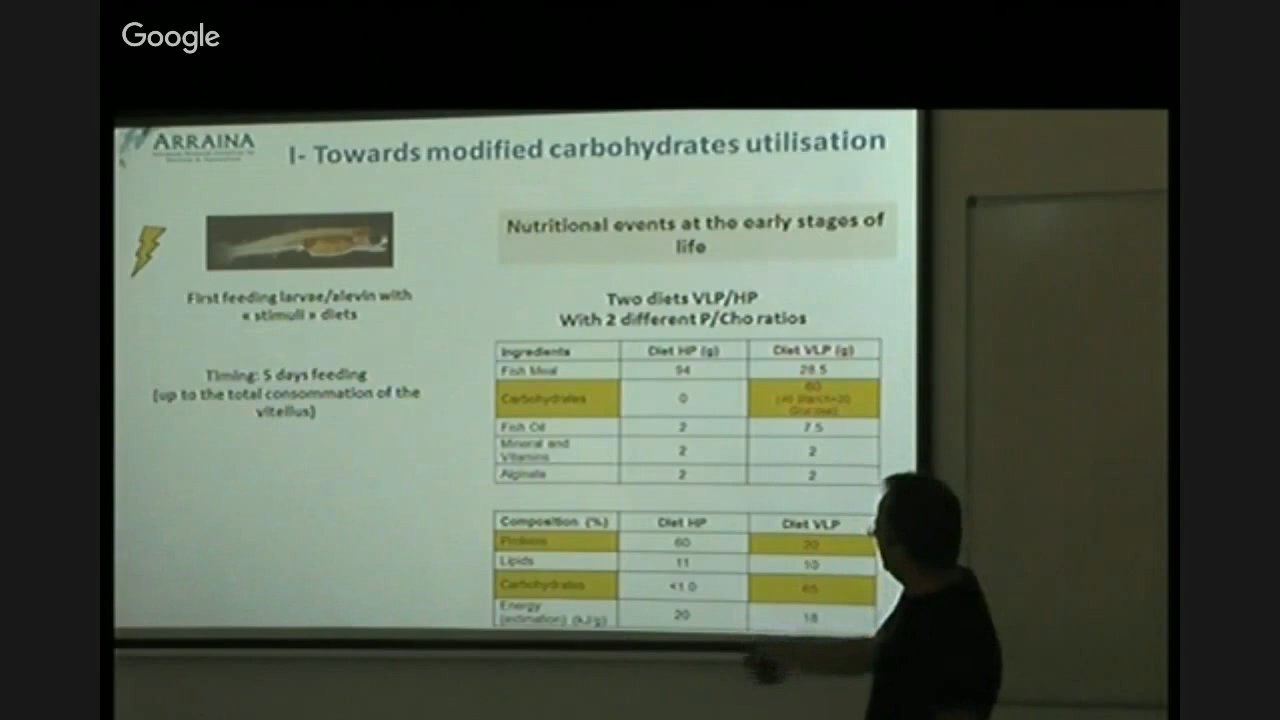 Google
ARRAINA
I- Towards modified carbohydrates utilisation
Nutritional events at the early stages of
life
First feeding larvae/alevin with
« stimuli » diets
Timing: 5 days feeding
(up to the total consommation of the
vitellus)
Two diets VLP/HP
With 2 different P/Cho ratios
Ingredients Diet HP (g) Diet VLP (g)
Fish Meal 94 28.5
Carbohydrates 0 60
Glucose)
Fish Oil 2 7.5
Mineral and
Vitamins 2 2
Alginate 2 2
Composition (%) Diet HP Diet VLP
Proteins 60 20
Lipids 11 10
Carbohydrates <1.0 65
Energy
(estimation) (kJ/g) 20 18